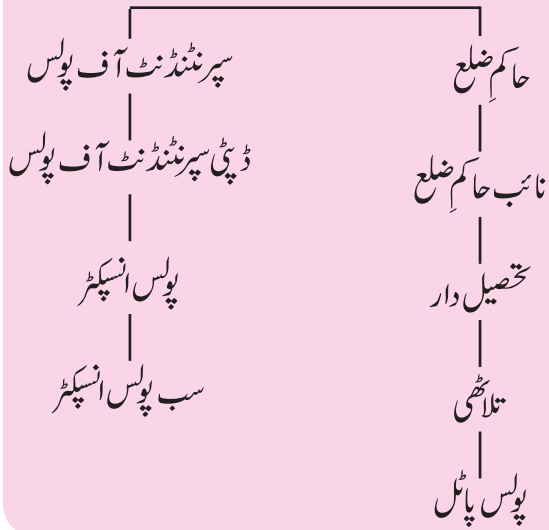 حاکمِ ضلع
سپرنٹنڈنٹ آف پولس
نائب حاکمِ ضلع
ڈپٹی سپرنٹنڈنٹ آف پولس
تحصیل دار
پولس انسپکٹر
تلاٹھی
سب پولس انسپکٹر
پولس پاٹل